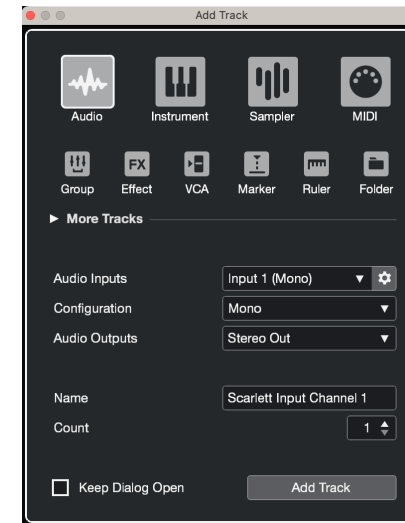 Add Track
Audio Instrument Sampler MIDI
FX
Group Effect VCA Marker Ruler Folder
More Tracks
Audio Inputs Input 1 (Mono)
Configuration Mono
Audio Outputs Stereo Out
Name Scarlett Input Channel 1
Count 1
Keep Dialog Open Add Track